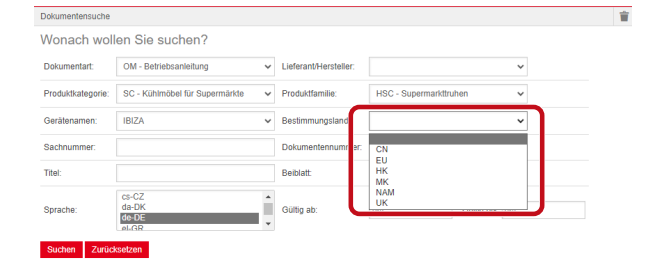 Dokumentensuche
Wonach wollen Sie suchen?
Dokumentart: OM - Betriebsanleitung Lieferant/Hersteller:
Produktkategorie: SC - Kühlmöbel für Supermärkte Produktfamilie: HSC - Supermarkttruhen
Gerätenamen: IBIZA Bestimmungsland
Sachnummer: Dokumentennummer:
CN
EU
HK
MK
NAM
UK
Titel: Beiblatt:
Sprache:
cs-CZ
da-DK
de-DE
el-GR
Gültig ab:
Suchen Zurücksetzen